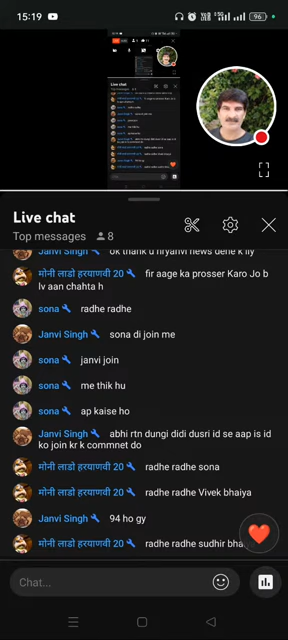 15:19
96
Live chat
Top messages 8
Janvi Singh ok thank u hryanvi news dene k liy
मोनी लाडो हरयाणवी 20 fir aage ka prosser Karo Jo b
lv aan chahta h
sona radhe radhe
Janvi Singh sona di join me
sona janvi join
sona me thik hu
sona ap kaise ho
Janvi Singh abhi rtn dungi didi dusri id se aap is id
ko join kr k commnet do
मोनी लाडो हरयाणवी 20 radhe radhe sona
मोनी लाडो हरयाणवी 20 radhe radhe Vivek bhaiya
Janvi Singh 94 ho gy
मोनी लाडो हरयाणवी 20 radhe radhe sudhir bha
Chat...